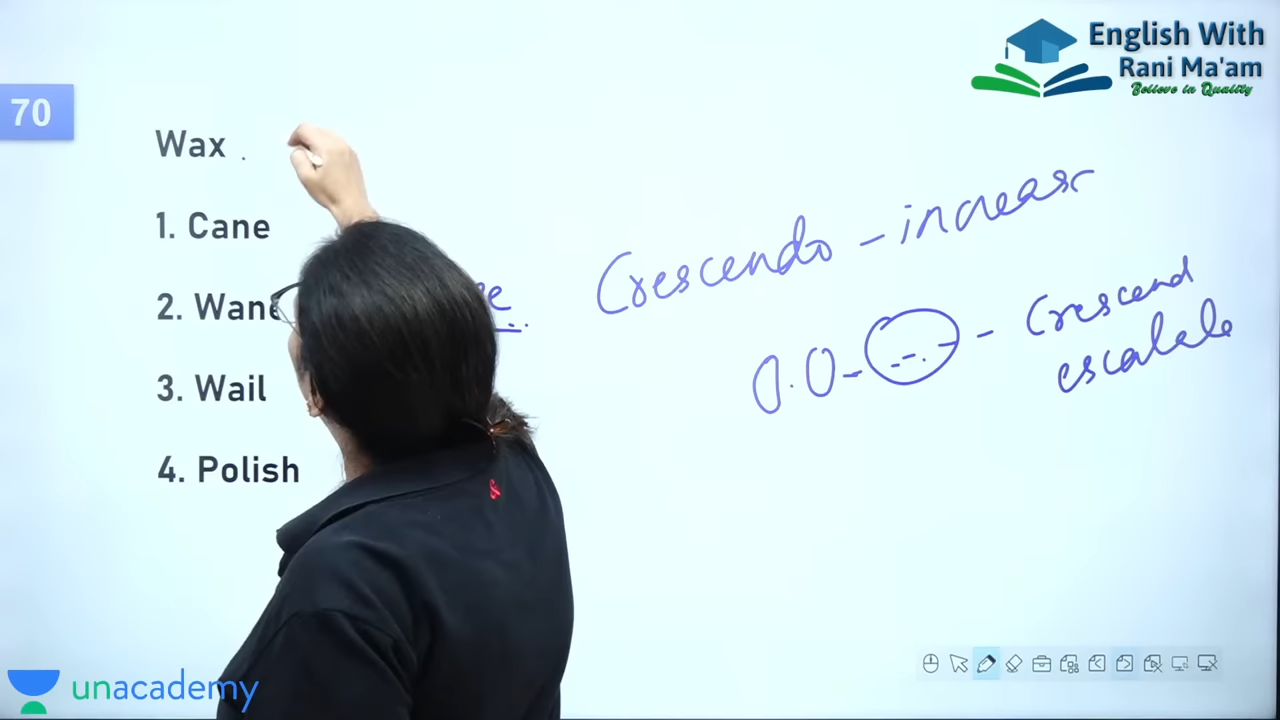 English With
Rani Ma'am
Believe in Quality
70
Wax
1. Cane
2. Wane
3. Wail
4. Polish
Crescendo - increase
- Crescend
escalate
unacademy